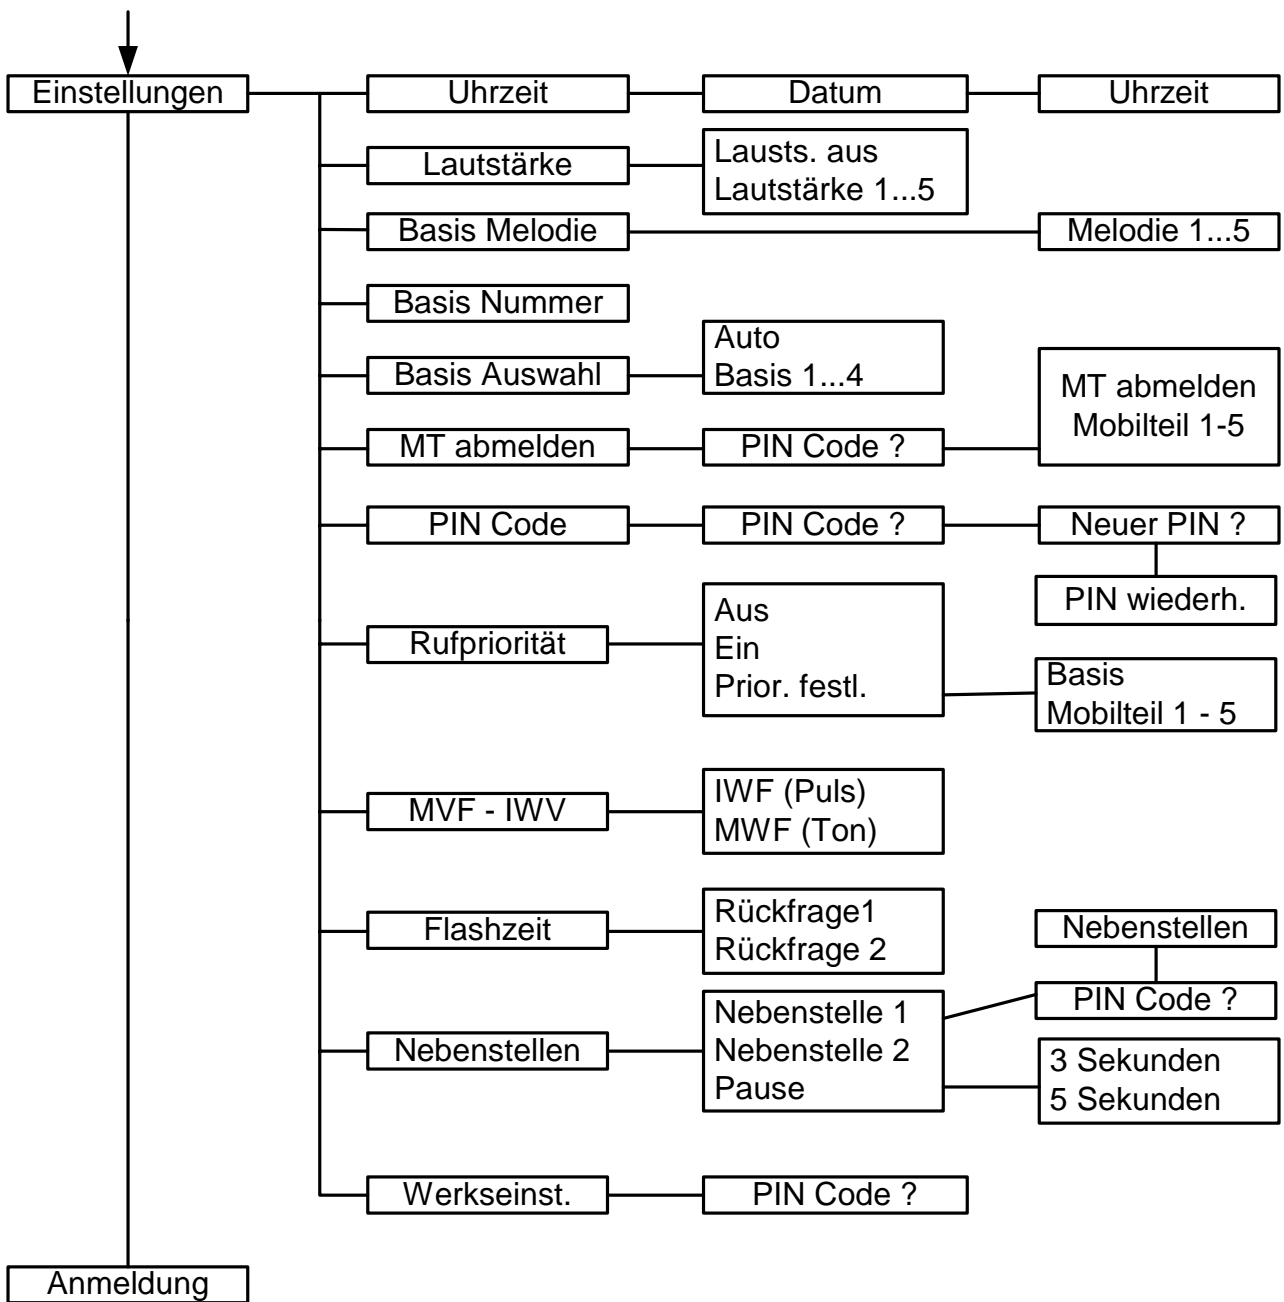 Einstellungen
Uhrzeit
Datum
Uhrzeit
Lautstärke
Lausts. aus
Lautstärke 1...5
Basis Melodie
Melodie 1...5
Basis Nummer
Basis Auswahl
Auto
Basis 1...4
MT abmelden
PIN Code ?
MT abmelden
Mobilteil 1-5
PIN Code
PIN Code ?
Neuer PIN ?
PIN wiederh.
Rufpriorität
Aus
Ein
Prior. festl.
Basis
Mobilteil 1 - 5
MVF - IWV
IWF (Puls)
MWF (Ton)
Flashzeit
Rückfrage1
Rückfrage 2
Nebenstellen
PIN Code ?
Nebenstellen
Nebenstelle 1
Nebenstelle 2
Pause
3 Sekunden
5 Sekunden
Werkseinst.
PIN Code ?
Anmeldung